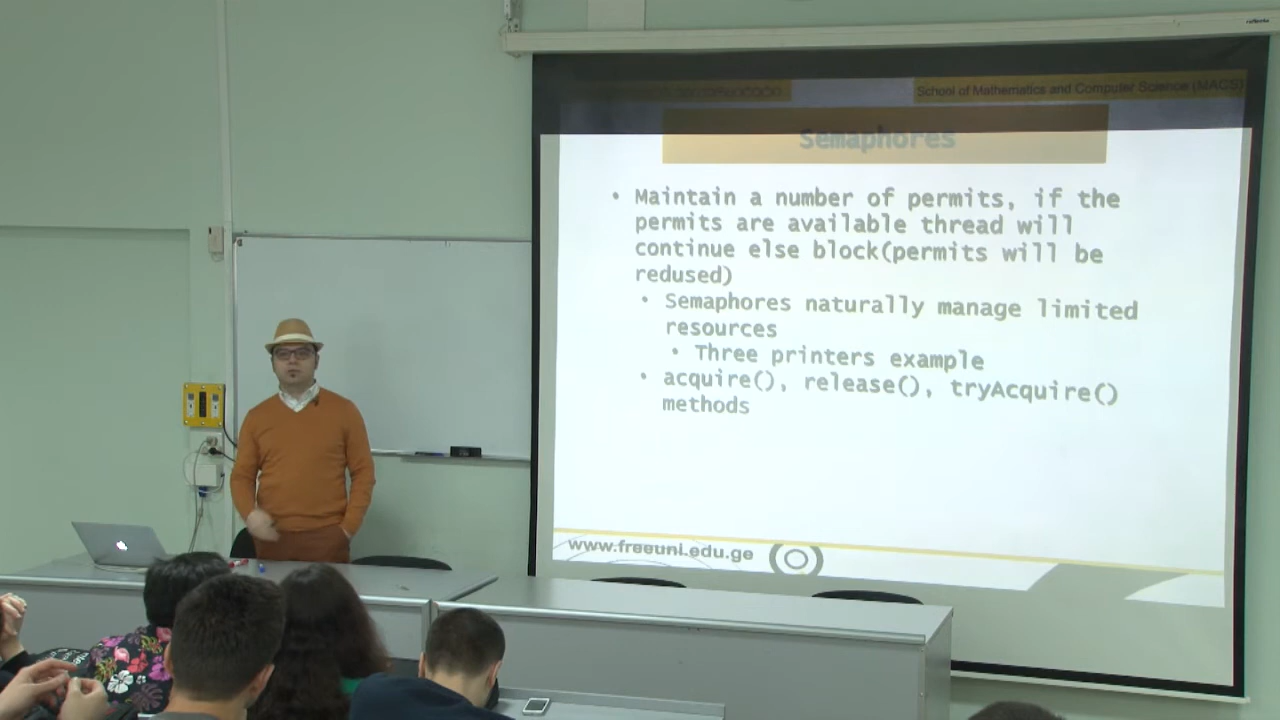 School of Mathematics and Computer Science (MACS)
Semaphores
• Maintain a number of permits, if the
permits are available thread will
continue else block(permits will be
redused)
• Semaphores naturally manage limited
resources
• Three printers example
• acquire(), release(), tryAcquire()
methods
www.freeuni.edu.ge